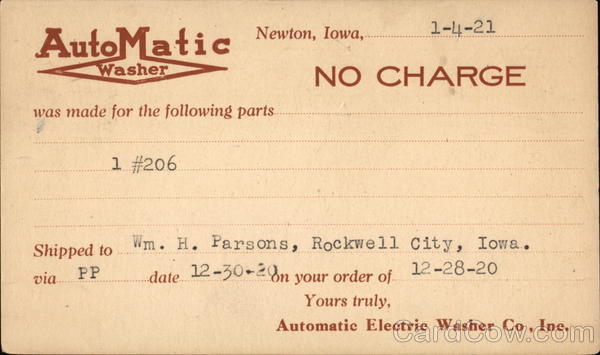 AutoMatic
Washer
Newton, Iowa, 1-4-21
NO CHARGE
was made for the following parts
1 #206
Shipped to Wm. H. Parsons, Rockwell City, Iowa.
via PP date 12-30-20 on your order of 12-28-20
Yours truly,
Automatic Electric Washer Co., Inc.
CardCow.com